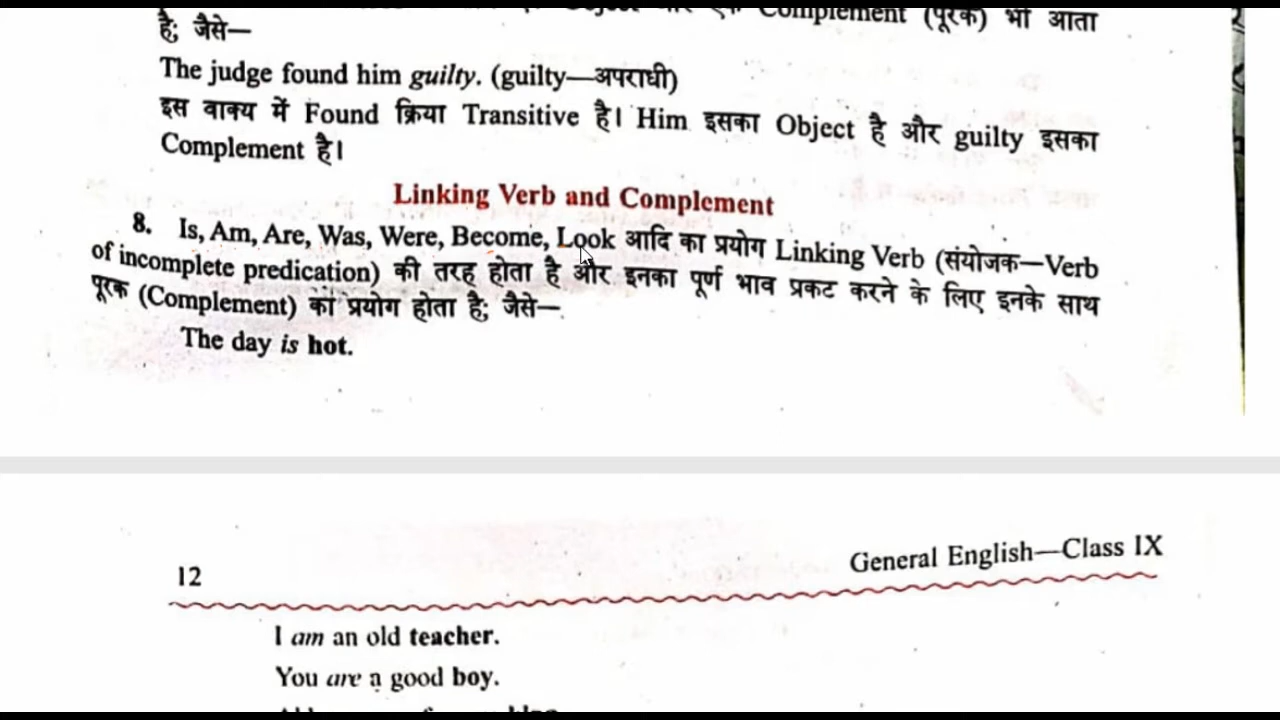 Complement (पूरक) भी आता
है; जैसे—
The judge found him guilty. (guilty—अपराधी)
इस वाक्य में Found क्रिया Transitive है। Him इसका Object है और guilty इसका
Complement है।
Linking Verb and Complement
8. Is, Am, Are, Was, Were, Become, Look आदि का प्रयोग Linking Verb (संयोजक—Verb
of incomplete predication) की तरह होता है और इनका पूर्ण भाव प्रकट करने के लिए इनके साथ
पूरक (Complement) का प्रयोग होता है; जैसे—
The day is hot.
12
General English—Class IX
I am an old teacher.
You are a good boy.